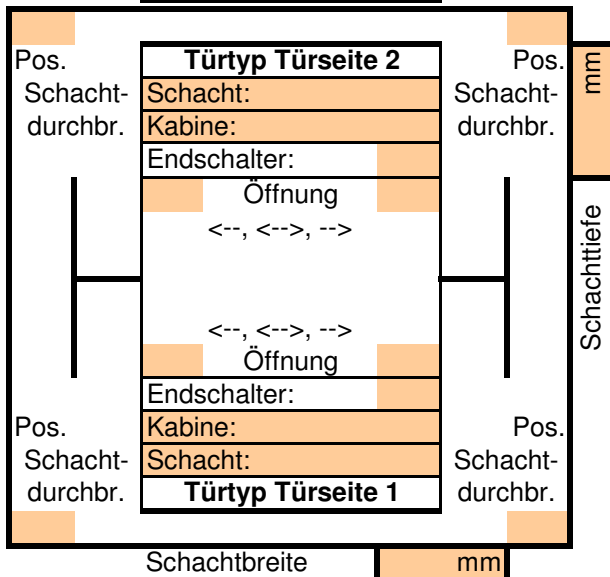 Türtyp Türseite 2
Pos.
Schacht-
durchbr.
Pos.
Schacht-
durchbr.
mm
Schacht:
Kabine:
Endschalter:
Öffnung
<--, <-->, -->
Schachttiefe
<--, <-->, -->
Öffnung
Endschalter:
Kabine:
Schacht:
Türtyp Türseite 1
Pos.
Schacht-
durchbr.
Pos.
Schacht-
durchbr.
Schachtbreite mm